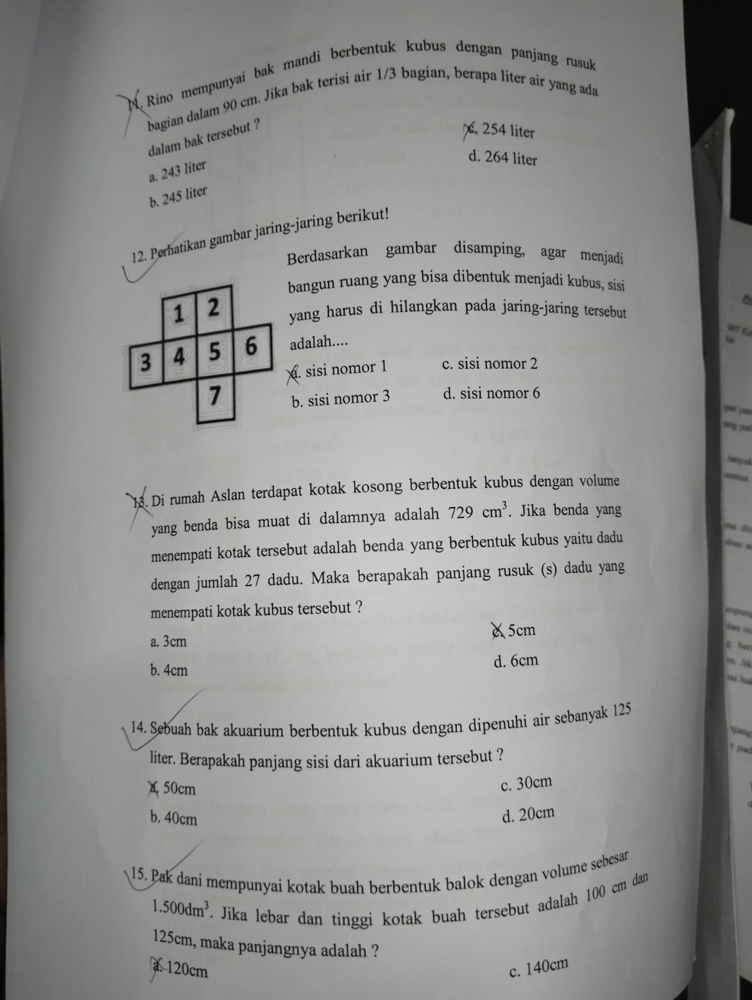 11. Rino mempunyai bak mandi berbentuk kubus dengan panjang rusuk
bagian dalam 90 cm. Jika bak terisi air 1/3 bagian, berapa liter air yang ada
dalam bak tersebut ?
a. 243 liter
b. 245 liter
c. 254 liter
d. 264 liter
12. Perhatikan gambar jaring-jaring berikut!
1 2
3 4 5 6
7
Berdasarkan gambar disamping, agar menjadi
bangun ruang yang bisa dibentuk menjadi kubus, sisi
yang harus di hilangkan pada jaring-jaring tersebut
adalah....
a. sisi nomor 1
b. sisi nomor 3
c. sisi nomor 2
d. sisi nomor 6
13. Di rumah Aslan terdapat kotak kosong berbentuk kubus dengan volume
yang benda bisa muat di dalamnya adalah 729 cm³. Jika benda yang
menempati kotak tersebut adalah benda yang berbentuk kubus yaitu dadu
dengan jumlah 27 dadu. Maka berapakah panjang rusuk (s) dadu yang
menempati kotak kubus tersebut ?
a. 3cm
b. 4cm
c. 5cm
d. 6cm
14. Sebuah bak akuarium berbentuk kubus dengan dipenuhi air sebanyak 125
liter. Berapakah panjang sisi dari akuarium tersebut ?
a. 50cm
b. 40cm
c. 30cm
d. 20cm
15. Pak dani mempunyai kotak buah berbentuk balok dengan volume sebesar
1.500dm³. Jika lebar dan tinggi kotak buah tersebut adalah 100 cm dan
125cm, maka panjangnya adalah ?
a. 120cm
c. 140cm